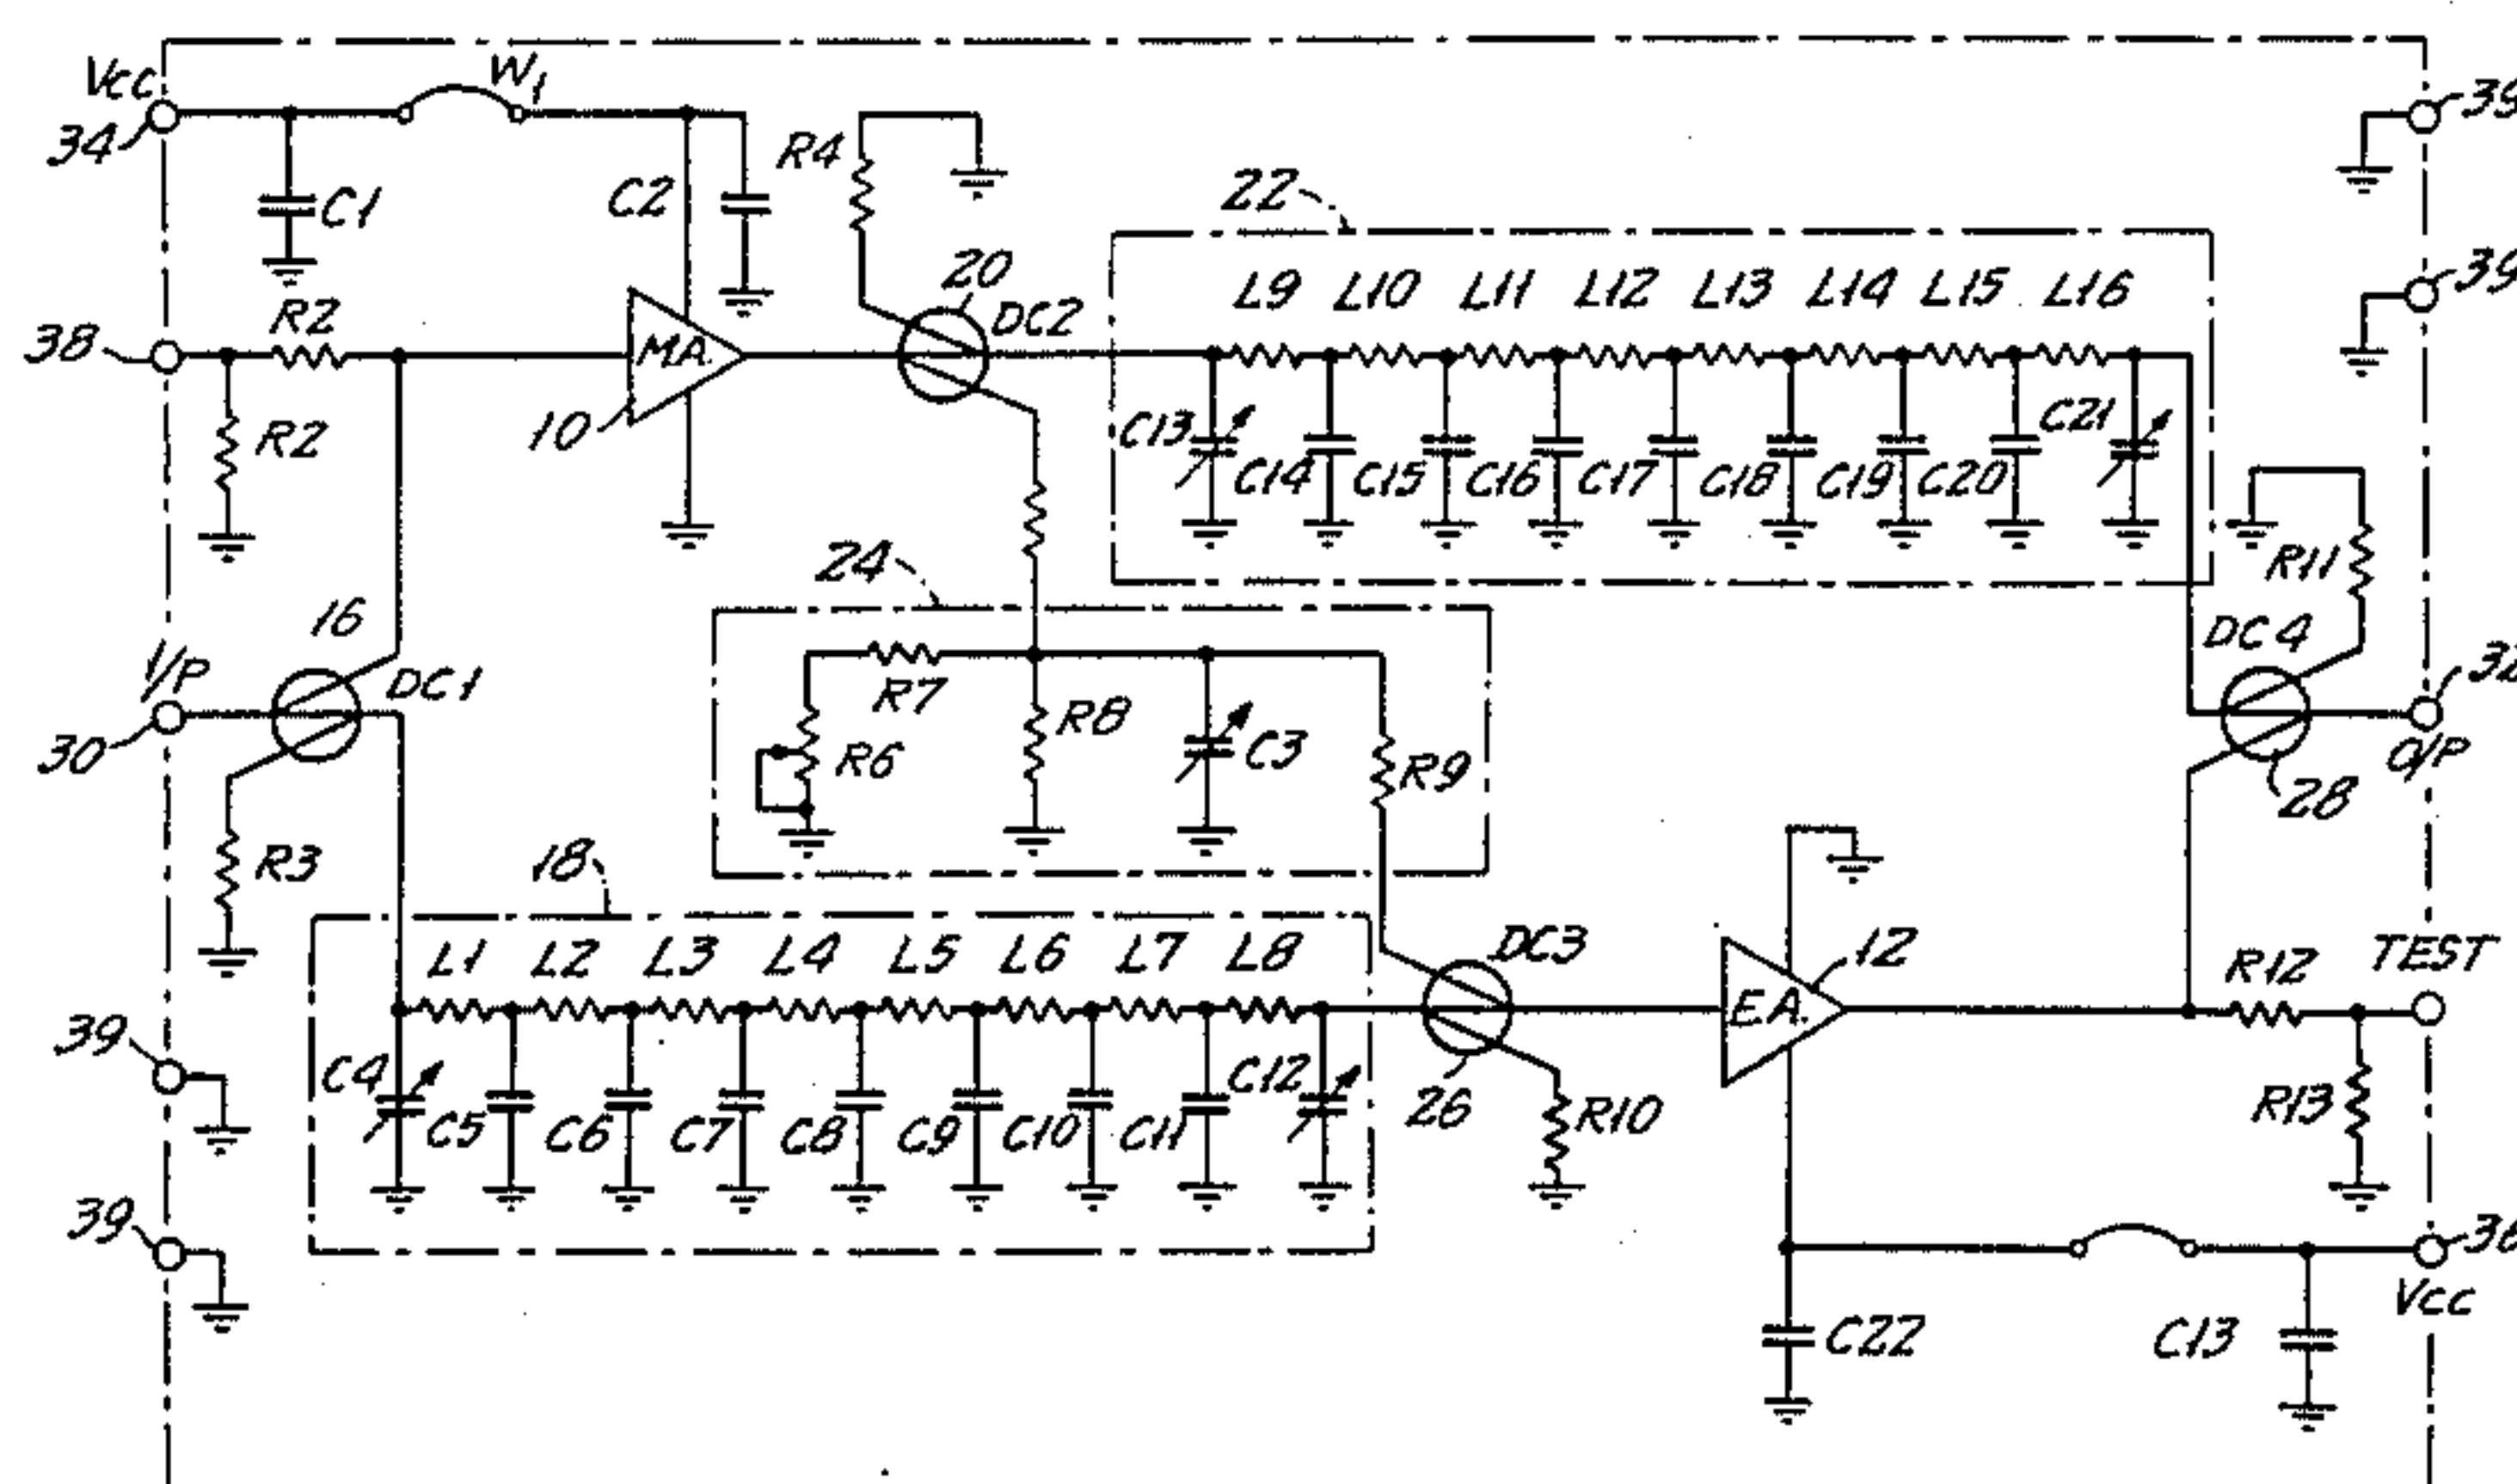 Vcc
W1
34
C1
C2
R4
39
22
39
38
R2
R2
10
MA.
20
DC2
L9 L10 L11 L12 L13 L14 L15 L16
C13 C14 C15 C16 C17 C18 C19 C20 C21
R11
24
16
I/P
DC1
30
R3
R7
R6
R8
C3
R9
DC4
32
O/P
28
18
L1 L2 L3 L4 L5 L6 L7 L8
C4 C5 C6 C7 C8 C9 C10 C11 C12
DC3
26
R10
EA.
12
R12
TEST
R13
39
39
36
Vcc
C22
C13